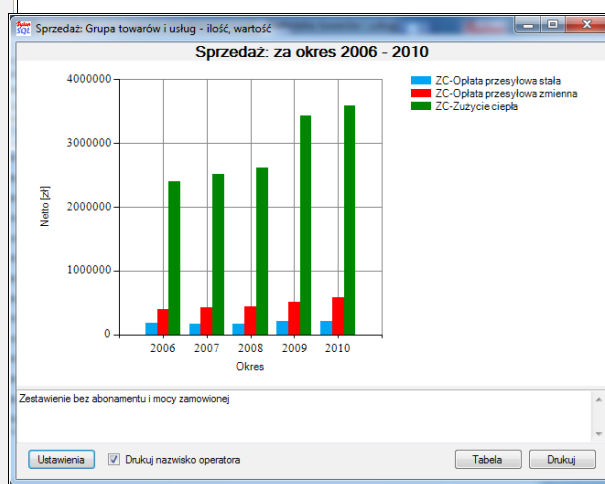 SQL
Sprzedaż: Grupa towarów i usług - ilość, wartość
Sprzedaż: za okres 2006 - 2010
4000000
3000000
2000000
1000000
0
Netto [zł]
2006 2007 2008 2009 2010
Okres
ZC-Opłata przesyłowa stała
ZC-Opłata przesyłowa zmienna
ZC-Zużycie ciepła
Zestawienie bez abonamentu i mocy zamowionej
Ustawienia
Drukuj nazwisko operatora
Tabela
Drukuj